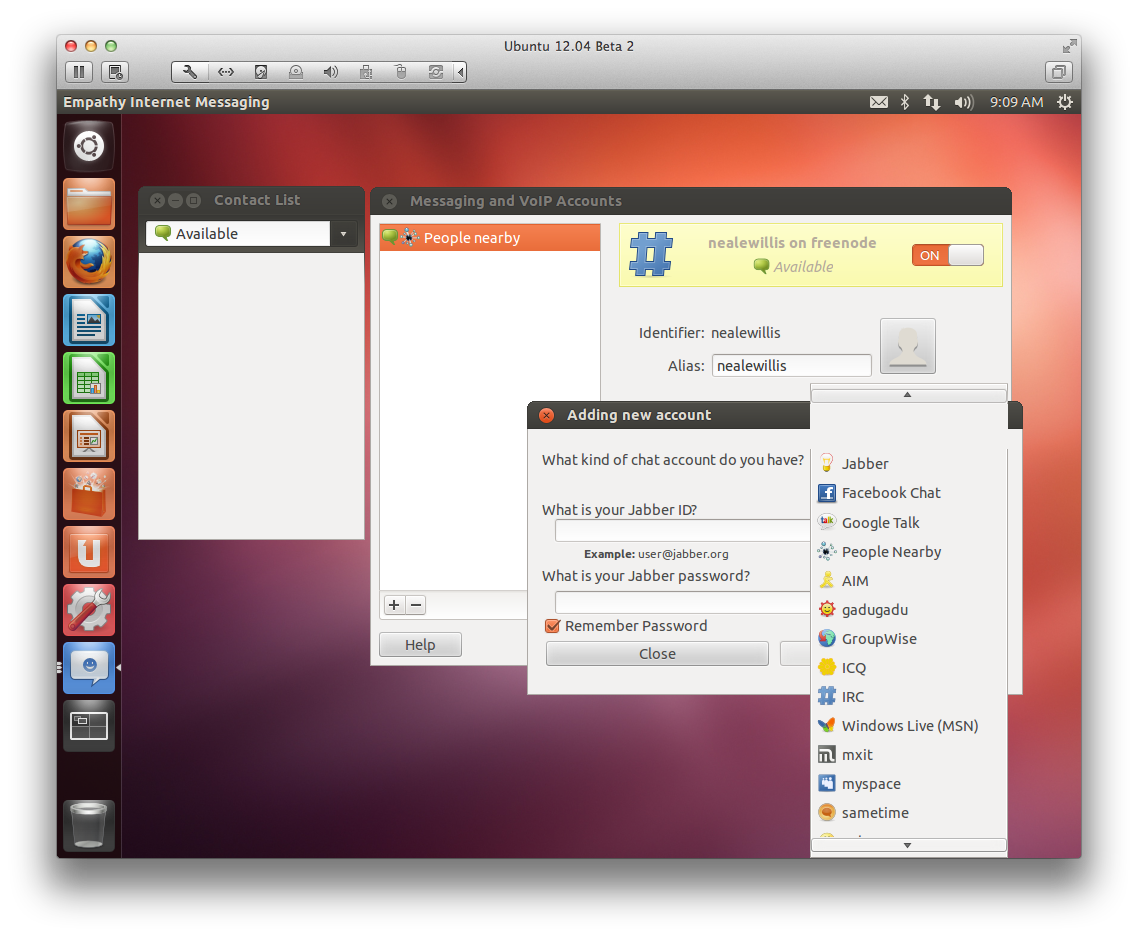 Ubuntu 12.04 Beta 2
Empathy Internet Messaging
9:09 AM
Contact List
Available
Messaging and VoIP Accounts
People nearby
nealewillis on freenode
Available
ON
Identifier: nealewillis
Alias: nealewillis
Help
Adding new account
What kind of chat account do you have?
What is your Jabber ID?
Example: user@jabber.org
What is your Jabber password?
Remember Password
Close
Jabber
Facebook Chat
Google Talk
People Nearby
AIM
gadugadu
GroupWise
ICQ
IRC
Windows Live (MSN)
mxit
myspace
sametime